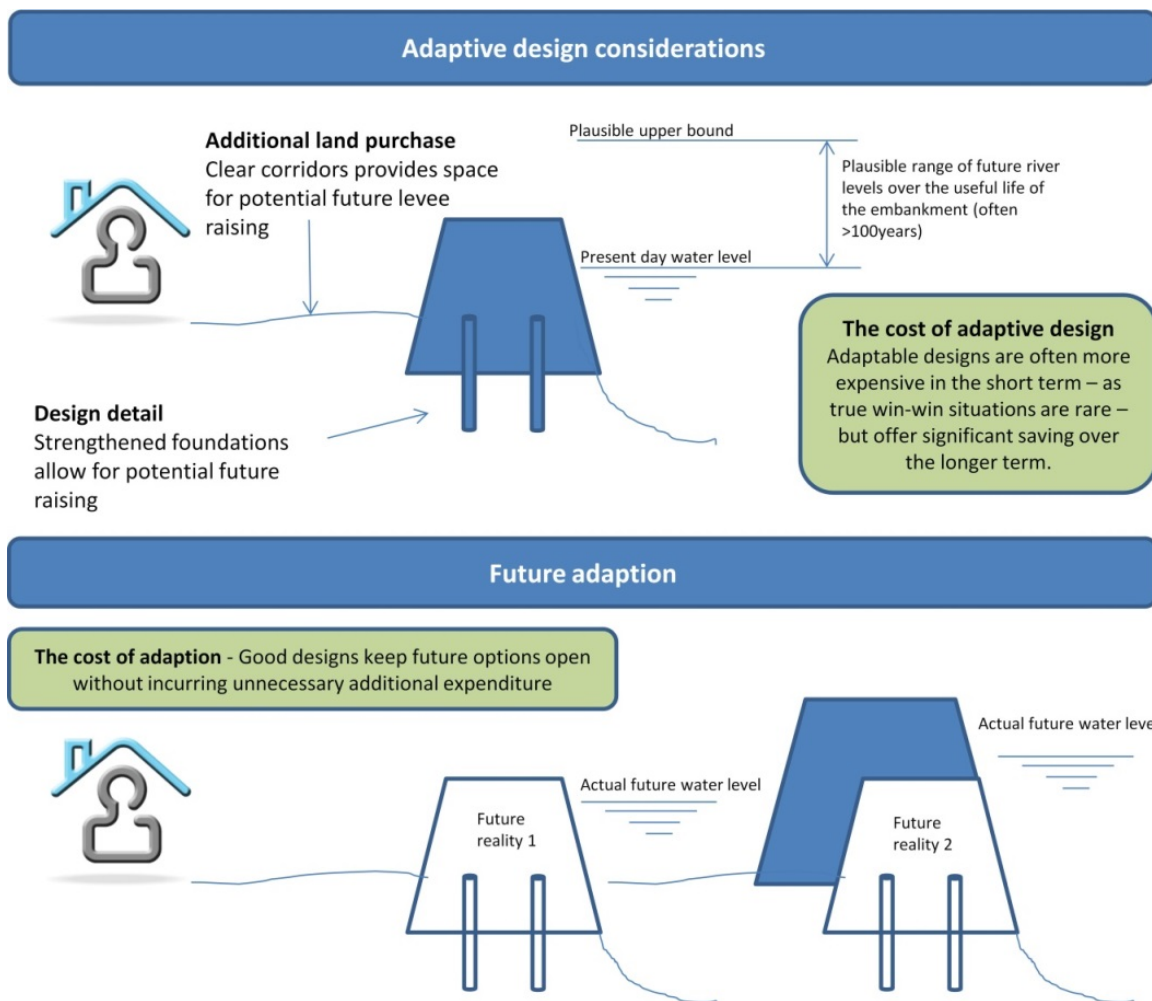 Adaptive design considerations
Additional land purchase
Clear corridors provides space
for potential future levee
raising
Plausible upper bound
Plausible range of future river
levels over the useful life of
the embankment (often
>100years)
Present day water level
Design detail
Strengthened foundations
allow for potential future
raising
The cost of adaptive design
Adaptable designs are often more
expensive in the short term – as
true win-win situations are rare –
but offer significant saving over
the longer term.
Future adaption
The cost of adaption - Good designs keep future options open
without incurring unnecessary additional expenditure
Actual future water level
Future
reality 1
Actual future water leve
Future
reality 2